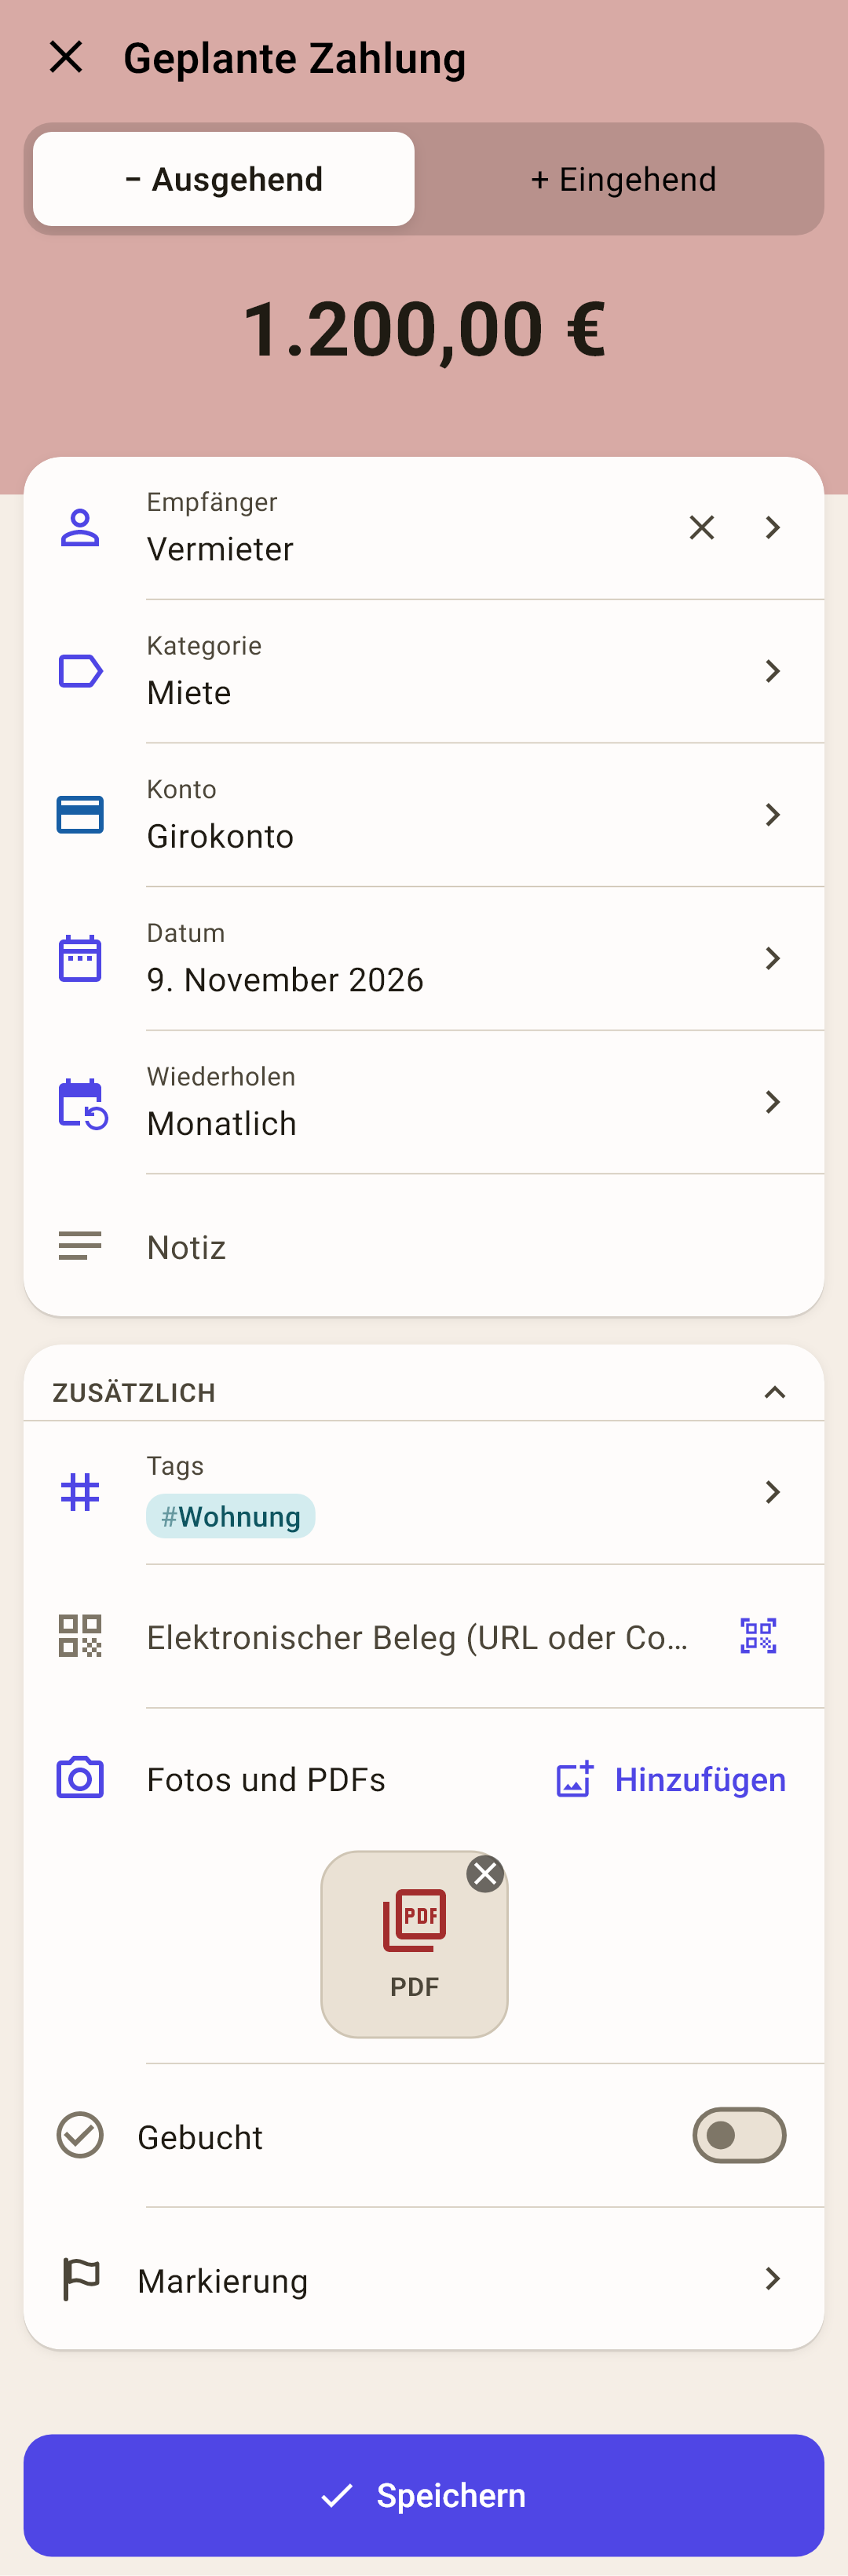 Geplante Zahlung
− Ausgehend
+ Eingehend
1.200,00 €
Empfänger
Vermieter
Kategorie
Miete
Konto
Girokonto
Datum
9. November 2026
Wiederholen
Monatlich
Notiz
ZUSÄTZLICH
Tags
#Wohnung
Elektronischer Beleg (URL oder Co…
Fotos und PDFs
Hinzufügen
PDF
PDF
Gebucht
Markierung
Speichern